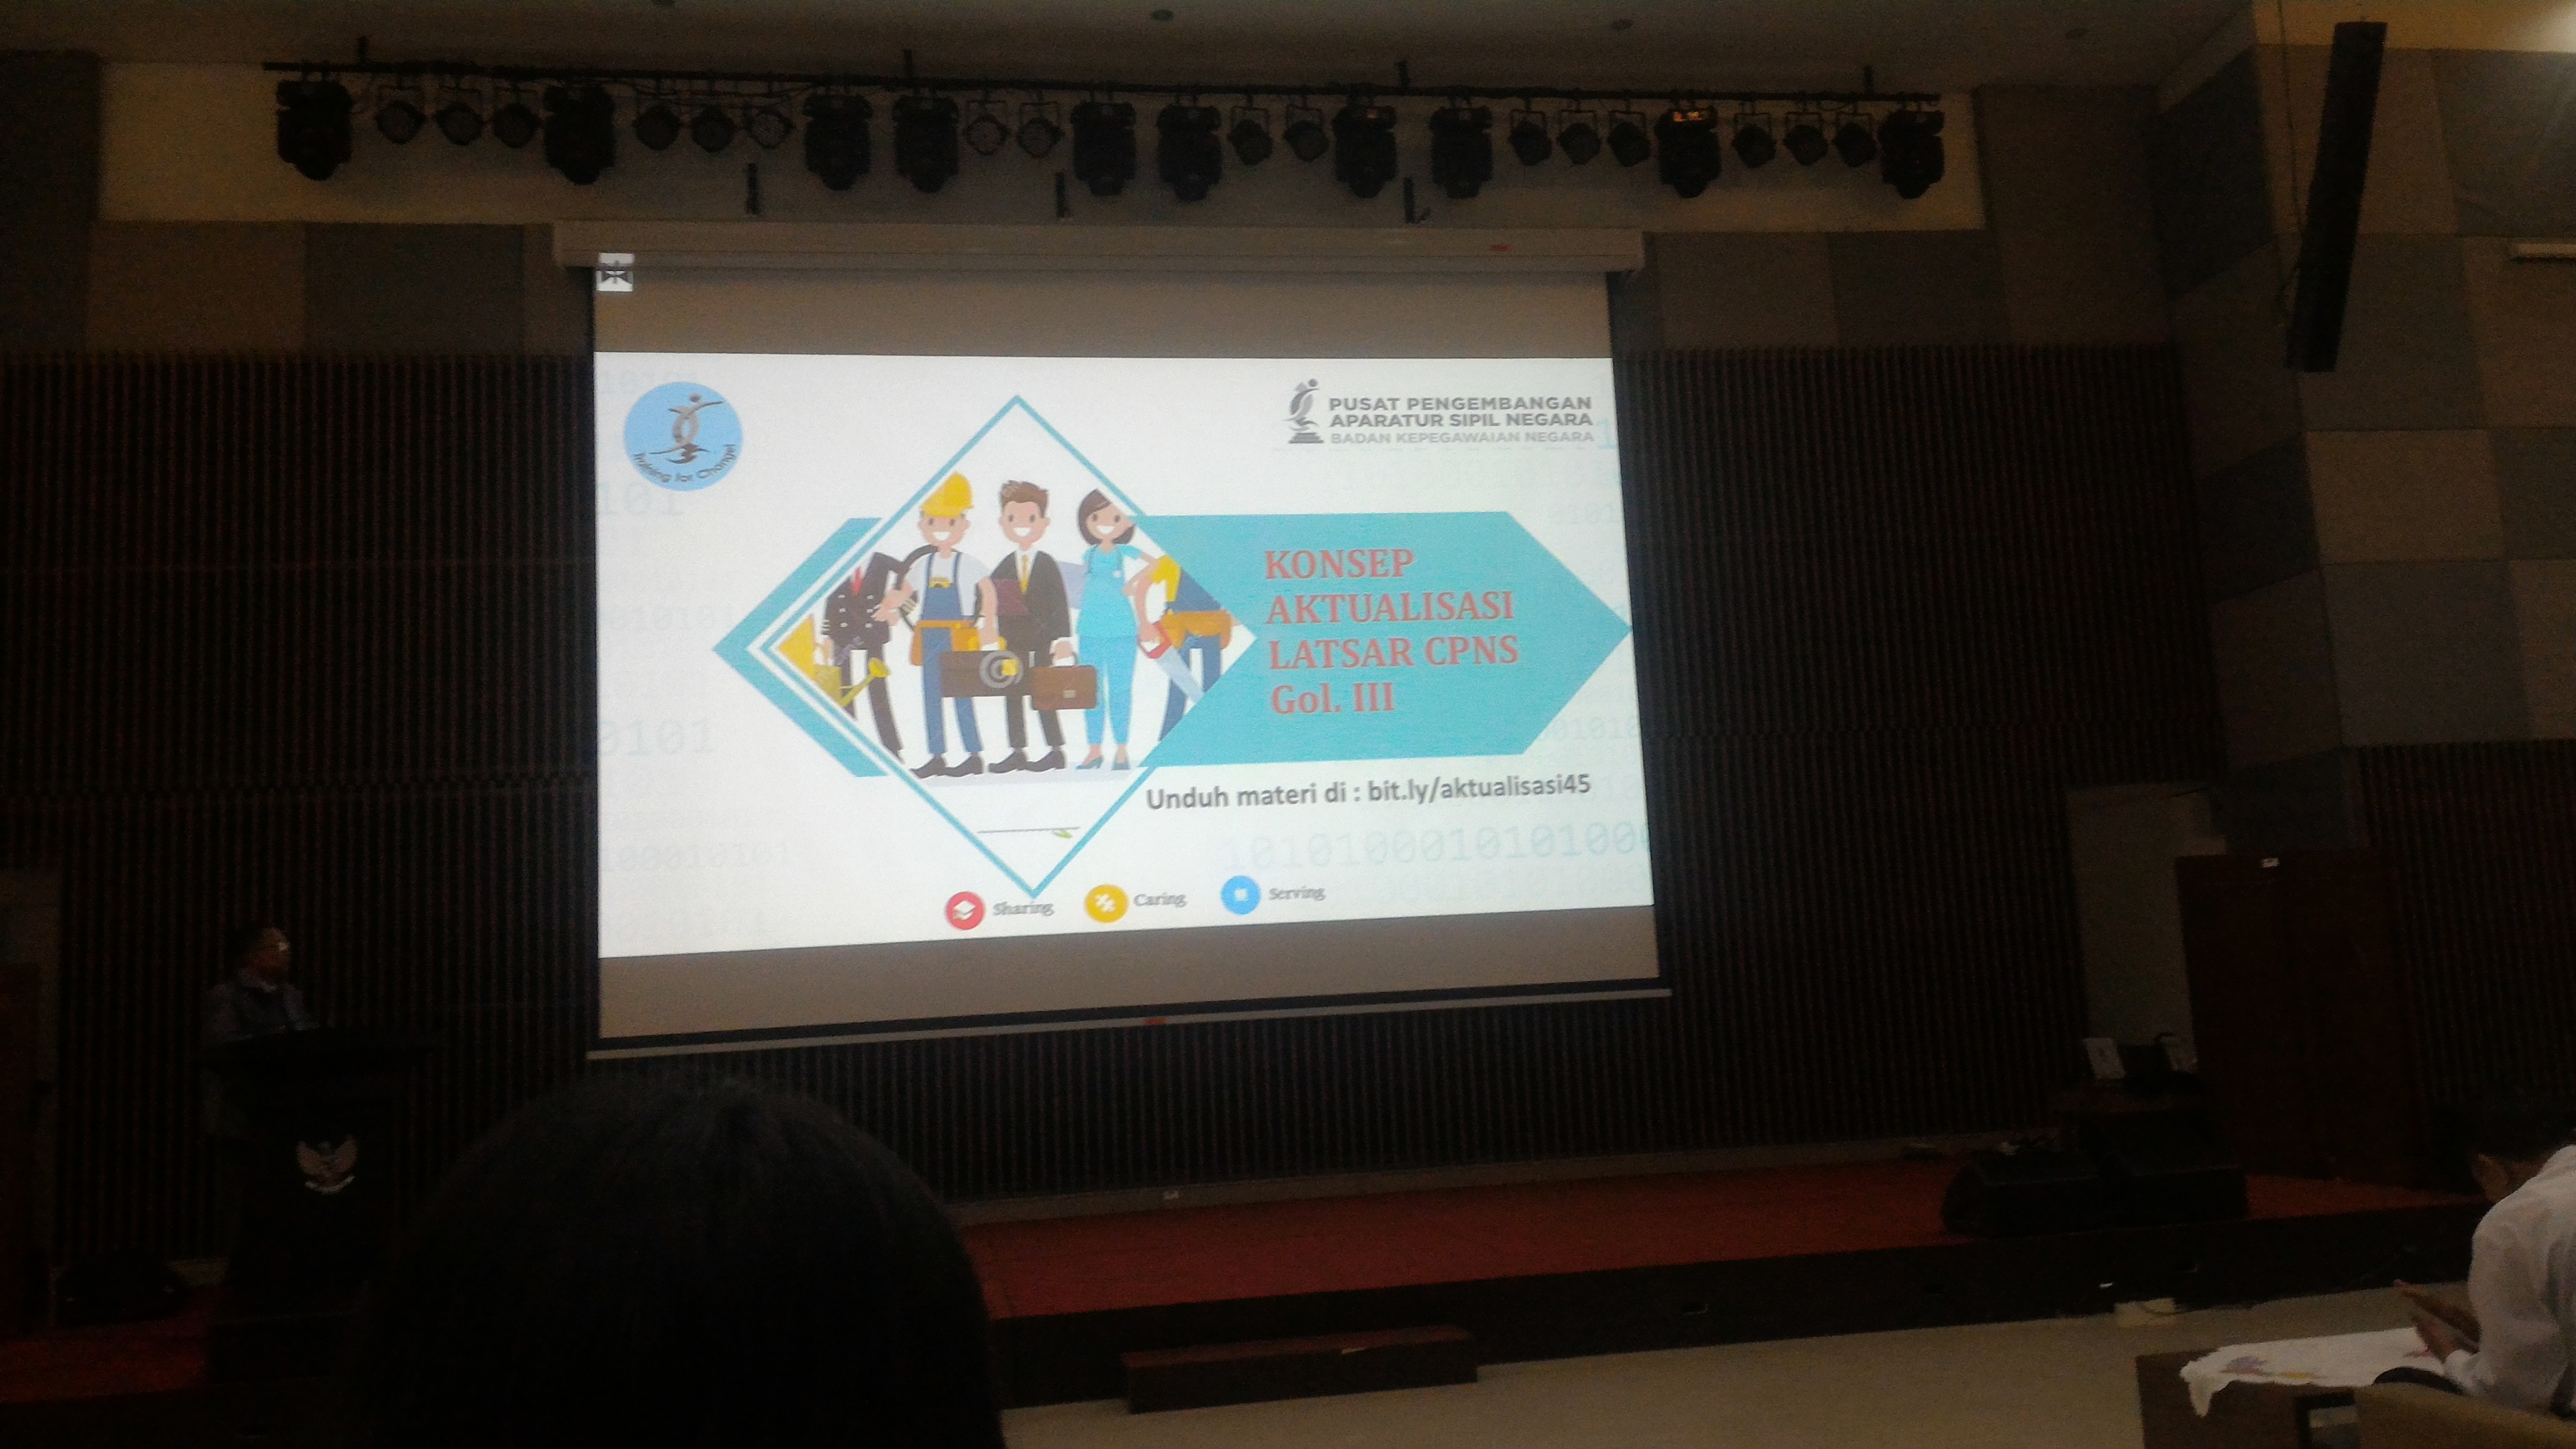 Training for Change!
PUSAT PENGEMBANGAN
APARATUR SIPIL NEGARA
BADAN KEPEGAWAIAN NEGARA
KONSEP
AKTUALISASI
LATSAR CPNS
Gol. III
Unduh materi di : bit.ly/aktualisasi45
Sharing
Caring
Serving